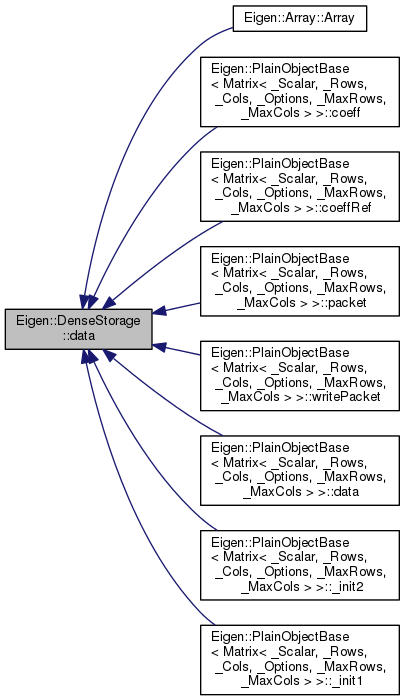 Eigen::Array::Array
Eigen::PlainObjectBase
< Matrix< _Scalar, _Rows,
_Cols, _Options, _MaxRows,
_MaxCols > >::coeff
Eigen::PlainObjectBase
< Matrix< _Scalar, _Rows,
_Cols, _Options, _MaxRows,
_MaxCols > >::coeffRef
Eigen::PlainObjectBase
< Matrix< _Scalar, _Rows,
_Cols, _Options, _MaxRows,
_MaxCols > >::packet
Eigen::DenseStorage
::data
Eigen::PlainObjectBase
< Matrix< _Scalar, _Rows,
_Cols, _Options, _MaxRows,
_MaxCols > >::writePacket
Eigen::PlainObjectBase
< Matrix< _Scalar, _Rows,
_Cols, _Options, _MaxRows,
_MaxCols > >::data
Eigen::PlainObjectBase
< Matrix< _Scalar, _Rows,
_Cols, _Options, _MaxRows,
_MaxCols > >::_init2
Eigen::PlainObjectBase
< Matrix< _Scalar, _Rows,
_Cols, _Options, _MaxRows,
_MaxCols > >::_init1